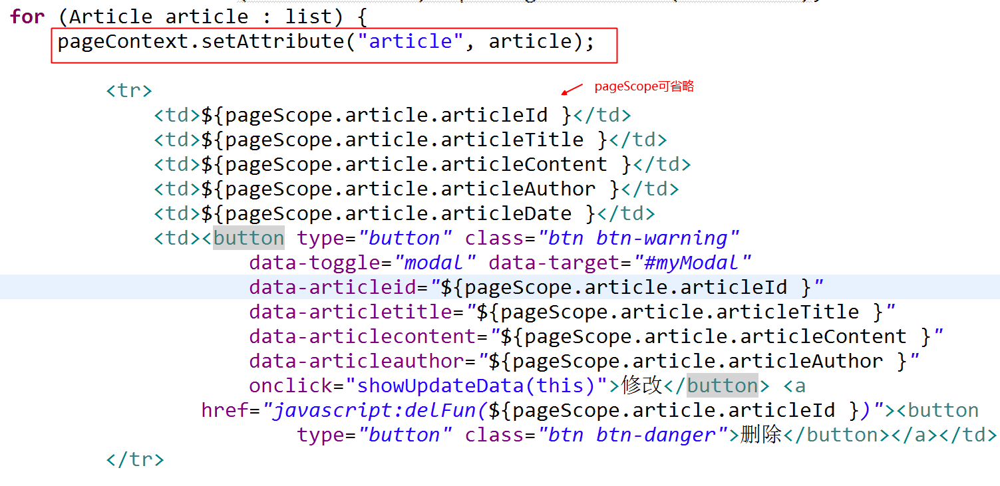 for (Article article : list) {
pageContext.setAttribute("article", article);
pageScope可省略
<tr>
<td>${pageScope.article.articleId }</td>
<td>${pageScope.article.articleTitle }</td>
<td>${pageScope.article.articleContent }</td>
<td>${pageScope.article.articleAuthor }</td>
<td>${pageScope.article.articleDate }</td>
<td><button type="button" class="btn btn-warning"
data-toggle="modal" data-target="#myModal"
data-articleid="${pageScope.article.articleId }"
data-articletitle="${pageScope.article.articleTitle }"
data-articlecontent="${pageScope.article.articleContent }"
data-articleauthor="${pageScope.article.articleAuthor }"
onclick="showUpdateData(this)">修改</button> <a
href="javascript:delFun(${pageScope.article.articleId })"><button
type="button" class="btn btn-danger">删除</button></a></td>
</tr>